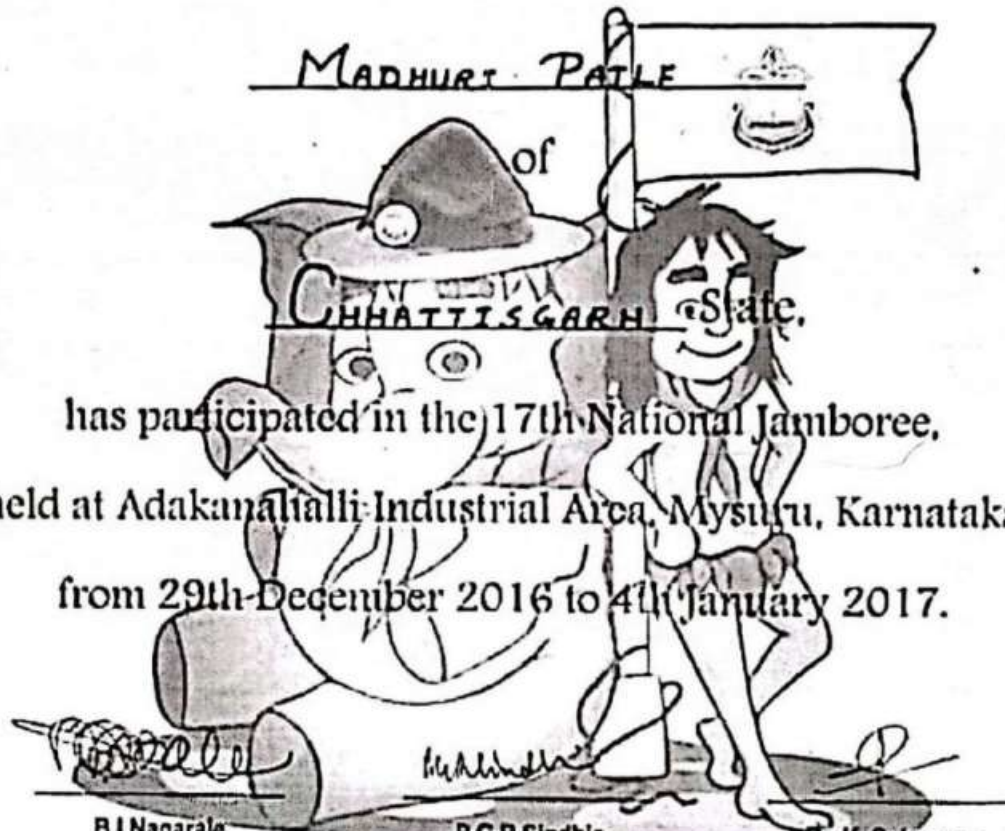 MADHURI PATLE
of
CHHATTISGARH State,
has participated in the 17th National Jamboree,
held at Adakanahalli Industrial Area, Mysuru, Karnataka
from 29th December 2016 to 4th January 2017.
B I Nagarale
P.G.R Sindhia